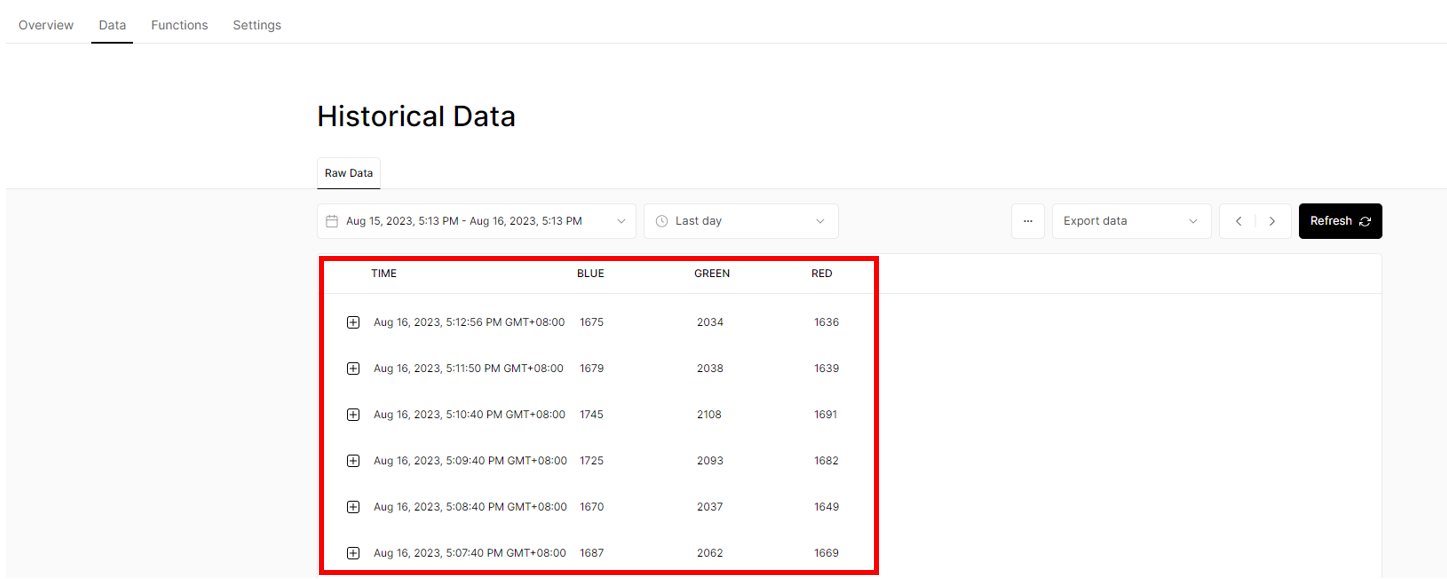 Overview Data Functions Settings
Historical Data
Raw Data
Aug 15, 2023, 5:13 PM - Aug 16, 2023, 5:13 PM Last day ... Export data Refresh
TIME BLUE GREEN RED
Aug 16, 2023, 5:12:56 PM GMT+08:00 1675 2034 1636
Aug 16, 2023, 5:11:50 PM GMT+08:00 1679 2038 1639
Aug 16, 2023, 5:10:40 PM GMT+08:00 1745 2108 1691
Aug 16, 2023, 5:09:40 PM GMT+08:00 1725 2093 1682
Aug 16, 2023, 5:08:40 PM GMT+08:00 1670 2037 1649
Aug 16, 2023, 5:07:40 PM GMT+08:00 1687 2062 1669